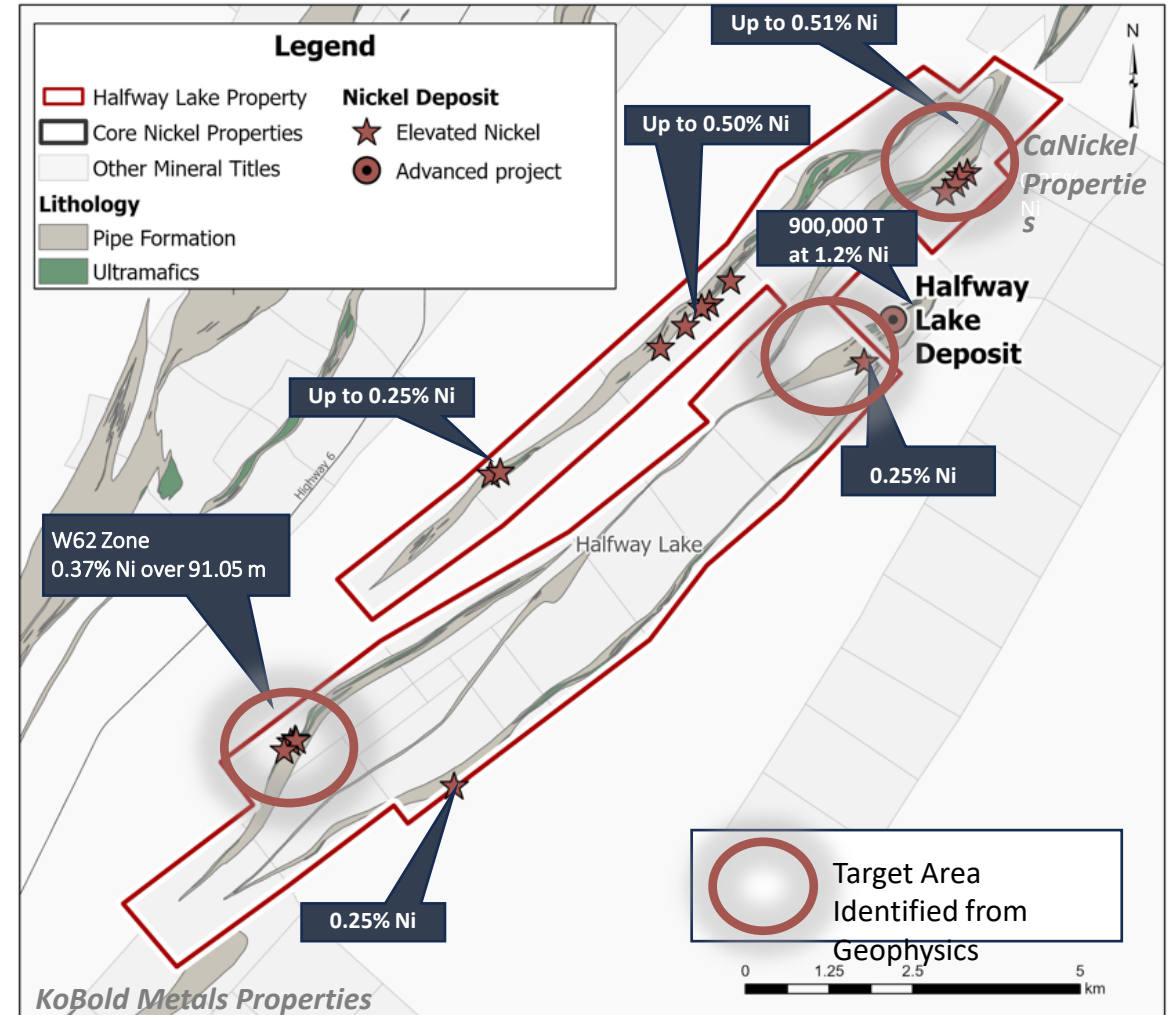 Legend
Halfway Lake Property
Core Nickel Properties
Other Mineral Titles
Lithology
Pipe Formation
Ultramafics
Nickel Deposit
Elevated Nickel
Advanced project
Up to 0.51% Ni
N
Up to 0.50% Ni
CaNickel
Propertie
s
Ni
900,000 T
at 1.2% Ni
Halfway
Lake
Deposit
Up to 0.25% Ni
0.25% Ni
Highway 6
W62 Zone
0.37% Ni over 91.05 m
Halfway Lake
0.25% Ni
Target Area
Identified from
Geophysics
0 1.25 2.5 5
km
KoBold Metals Properties